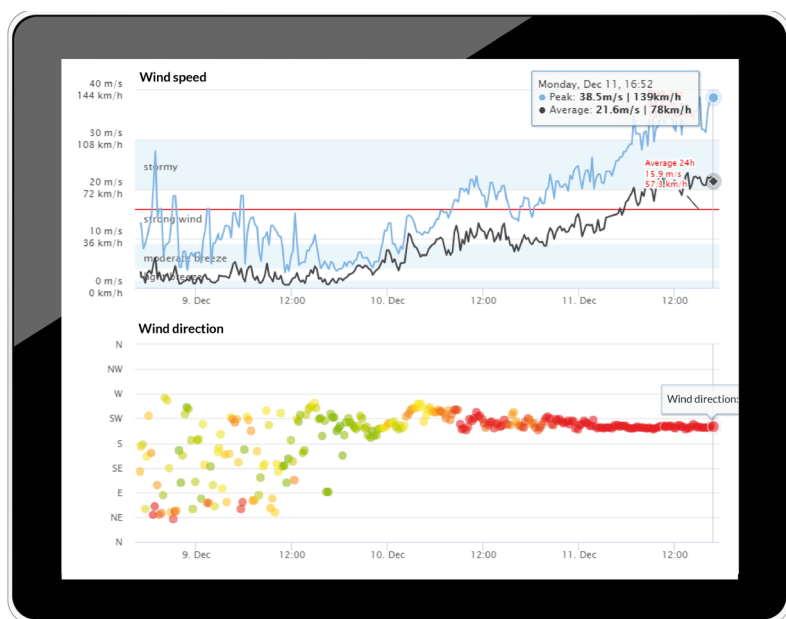 Wind speed
40 m/s
144 km/h
30 m/s
108 km/h
20 m/s
72 km/h
10 m/s
36 km/h
0 m/s
0 km/h
Monday, Dec 11, 16:52
Peak: 38.5m/s | 139km/h
Average: 21.6m/s | 78km/h
stormy
Average 24h
15.9 m/s
57.3km/h
strong wind
moderate breeze
light breeze
9. Dec
12:00
10. Dec
12:00
11. Dec
12:00
Wind direction
N
NW
W
SW
S
SE
E
NE
N
Wind direction:
9. Dec
12:00
10. Dec
12:00
11. Dec
12:00